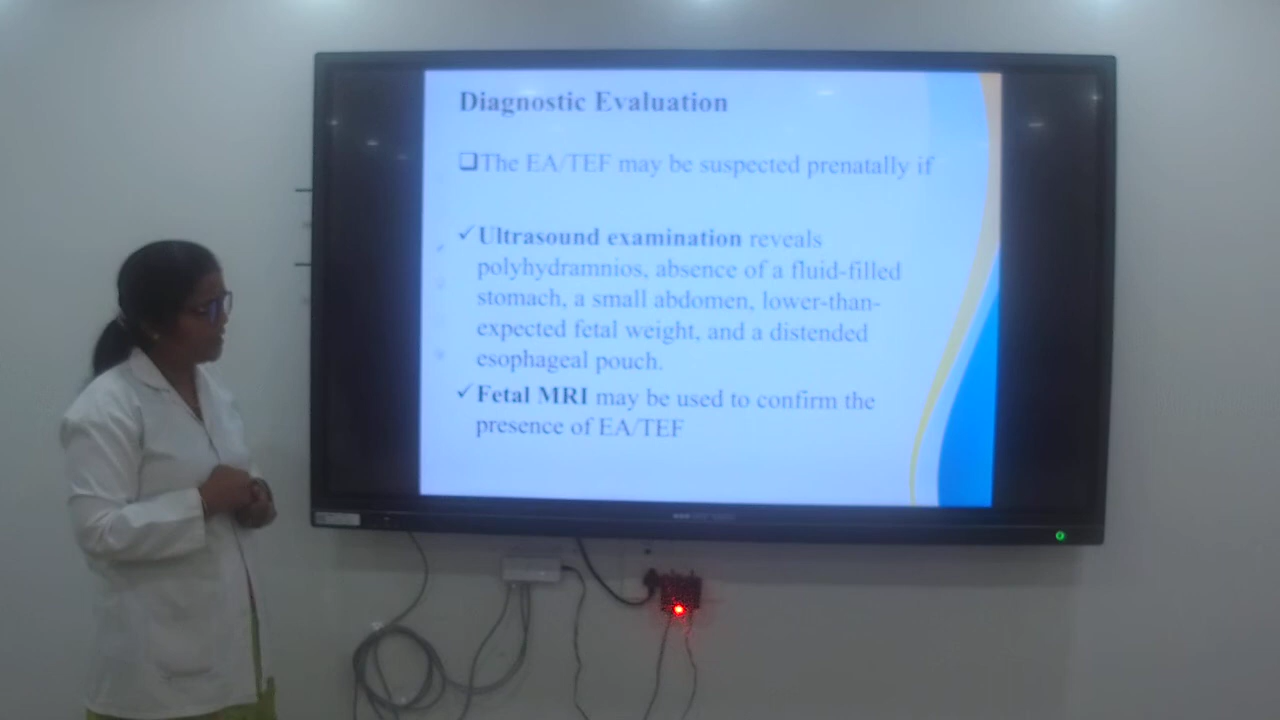 Diagnostic Evaluation
❑The EA/TEF may be suspected prenatally if
✓Ultrasound examination reveals
polyhydramnios, absence of a fluid-filled
stomach, a small abdomen, lower-than-
expected fetal weight, and a distended
esophageal pouch.
✓Fetal MRI may be used to confirm the
presence of EA/TEF